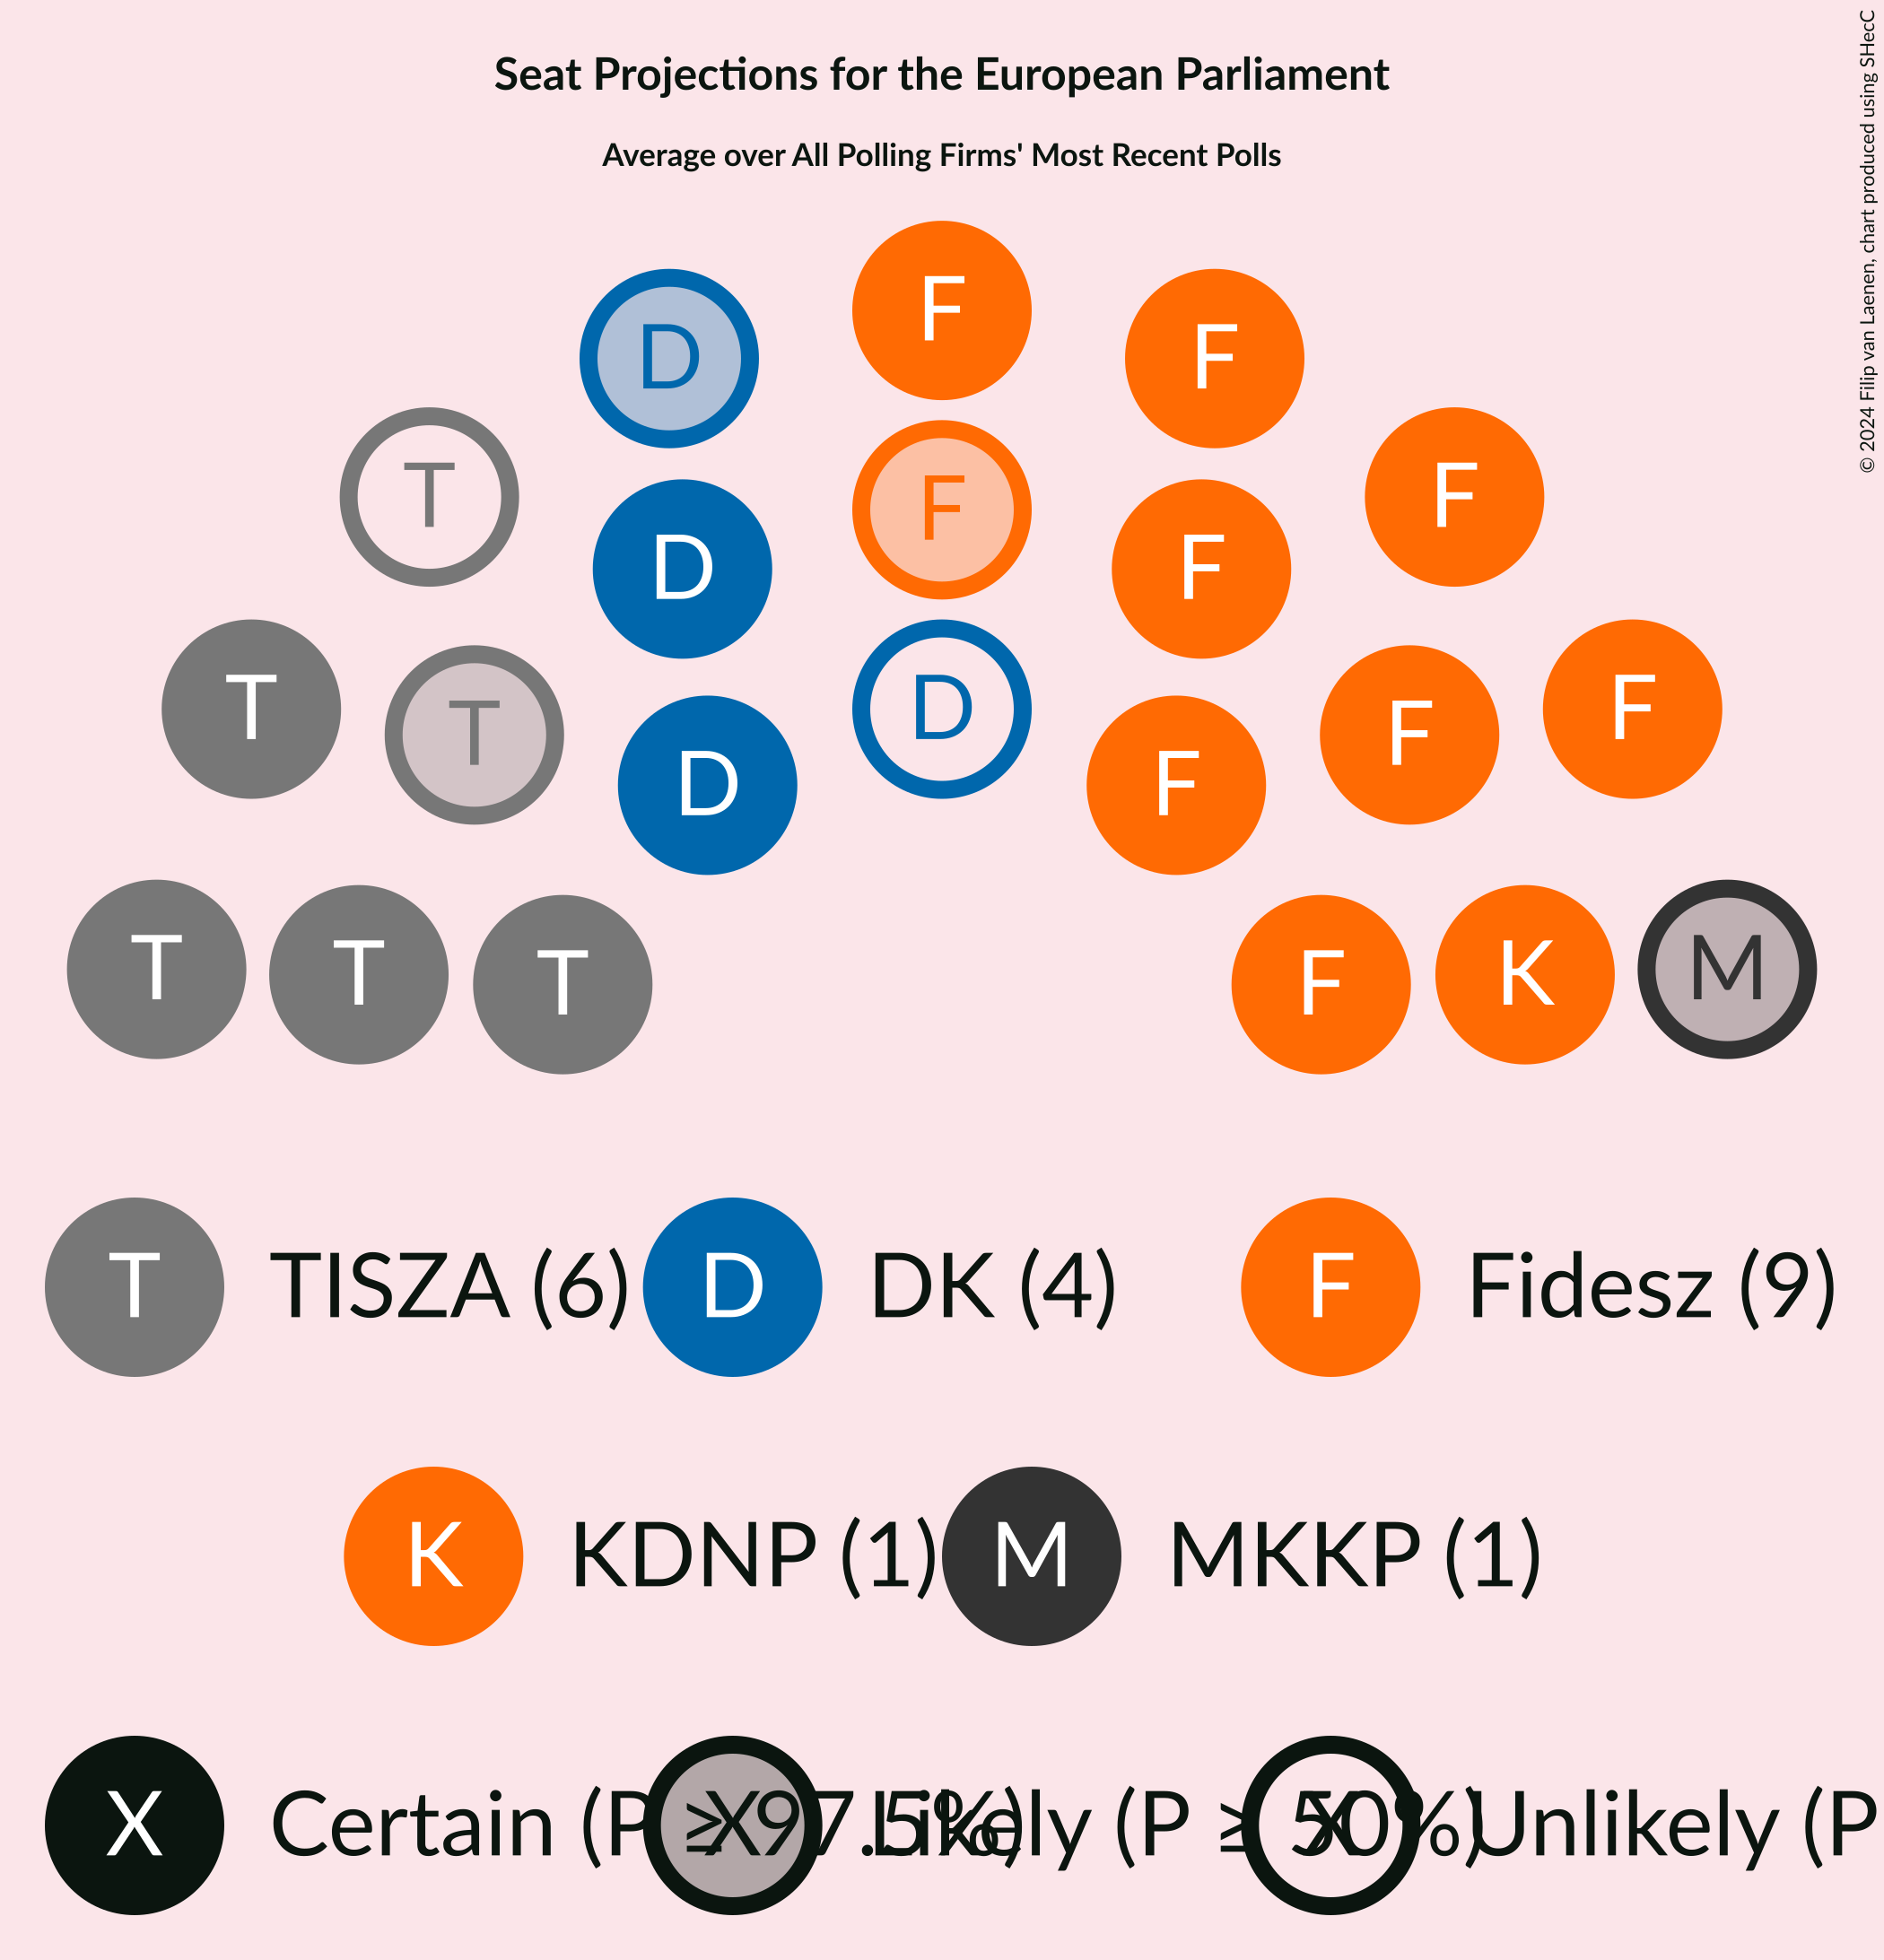 Seat Projections for the European Parliament
Average over All Polling Firms' Most Recent Polls
© 2024 Filip van Laenen, chart produced using SHecC
F
D F
T F
F
D F
T D F
T F
D F
T T T F K M
T TISZA (6) D DK (4) F Fidesz (9)
K KDNP (1) M MKKP (1)
X Certain (P ≥ 97.5%) X Likely (P ≥ 50%) X Unlikely (P